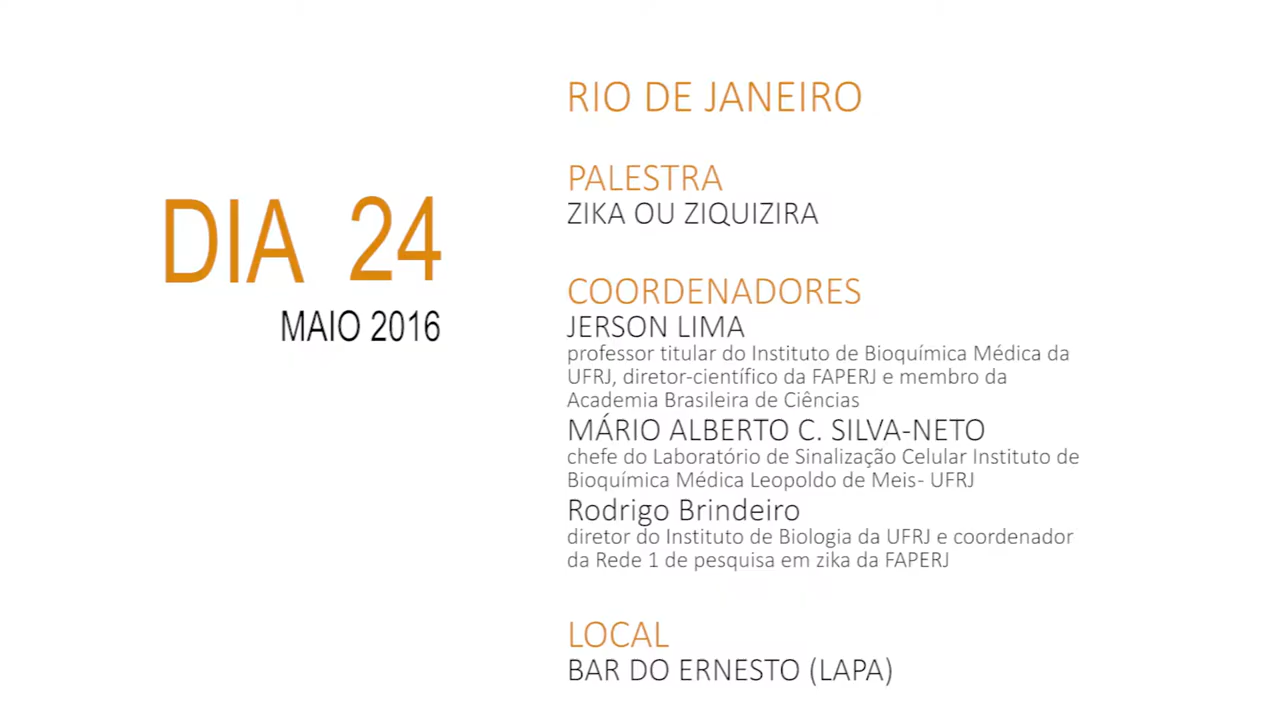 DIA 24
MAIO 2016
RIO DE JANEIRO
PALESTRA
ZIKA OU ZIQUIZIRA
COORDENADORES
JERSON LIMA
professor titular do Instituto de Bioquímica Médica da
UFRJ, diretor-científico da FAPERJ e membro da
Academia Brasileira de Ciências
MÁRIO ALBERTO C. SILVA-NETO
chefe do Laboratório de Sinalização Celular Instituto de
Bioquímica Médica Leopoldo de Meis- UFRJ
Rodrigo Brindeiro
diretor do Instituto de Biologia da UFRJ e coordenador
da Rede 1 de pesquisa em zika da FAPERJ
LOCAL
BAR DO ERNESTO (LAPA)